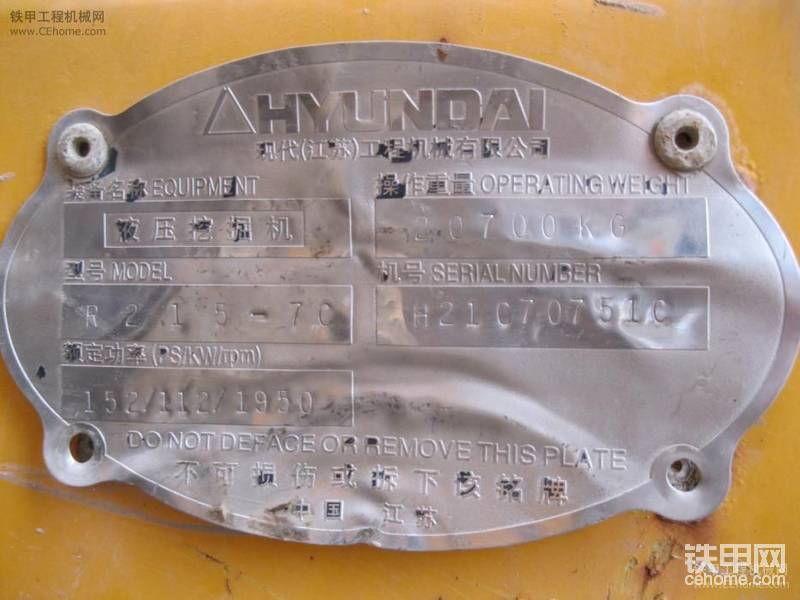 铁甲工程机械网
www.CEhome.com
HYUNDAI
现代(江苏)工程机械有限公司
装备名称 EQUIPMENT
操作重量 OPERATING WEIGHT
液压挖掘机
20700KG
型号 MODEL
机号 SERIAL NUMBER
R215-7C
H21C70751C
额定功率 (PS/KW/rpm)
152/112/1950
DO NOT DEFACE OR REMOVE THIS PLATE
不可损伤或拆下该铭牌
中国 江苏
铁甲网
cehome.com